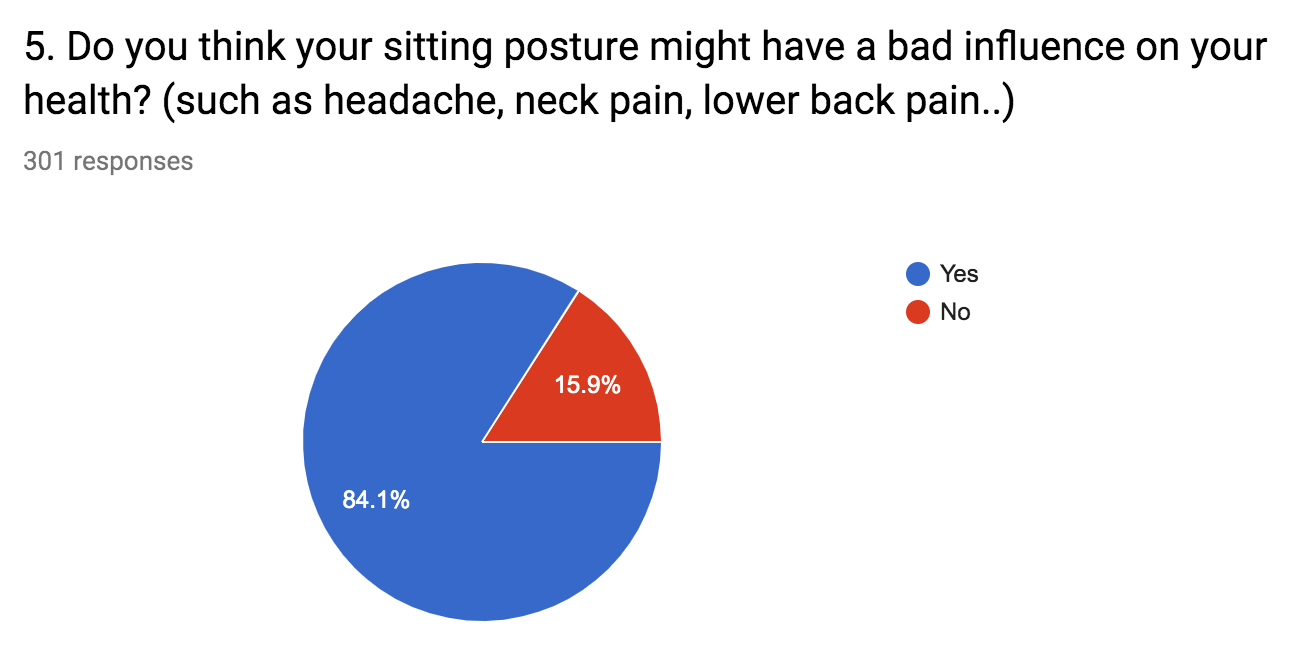 5. Do you think your sitting posture might have a bad influence on your
health? (such as headache, neck pain, lower back pain..)
301 responses
Yes
No
15.9%
84.1%